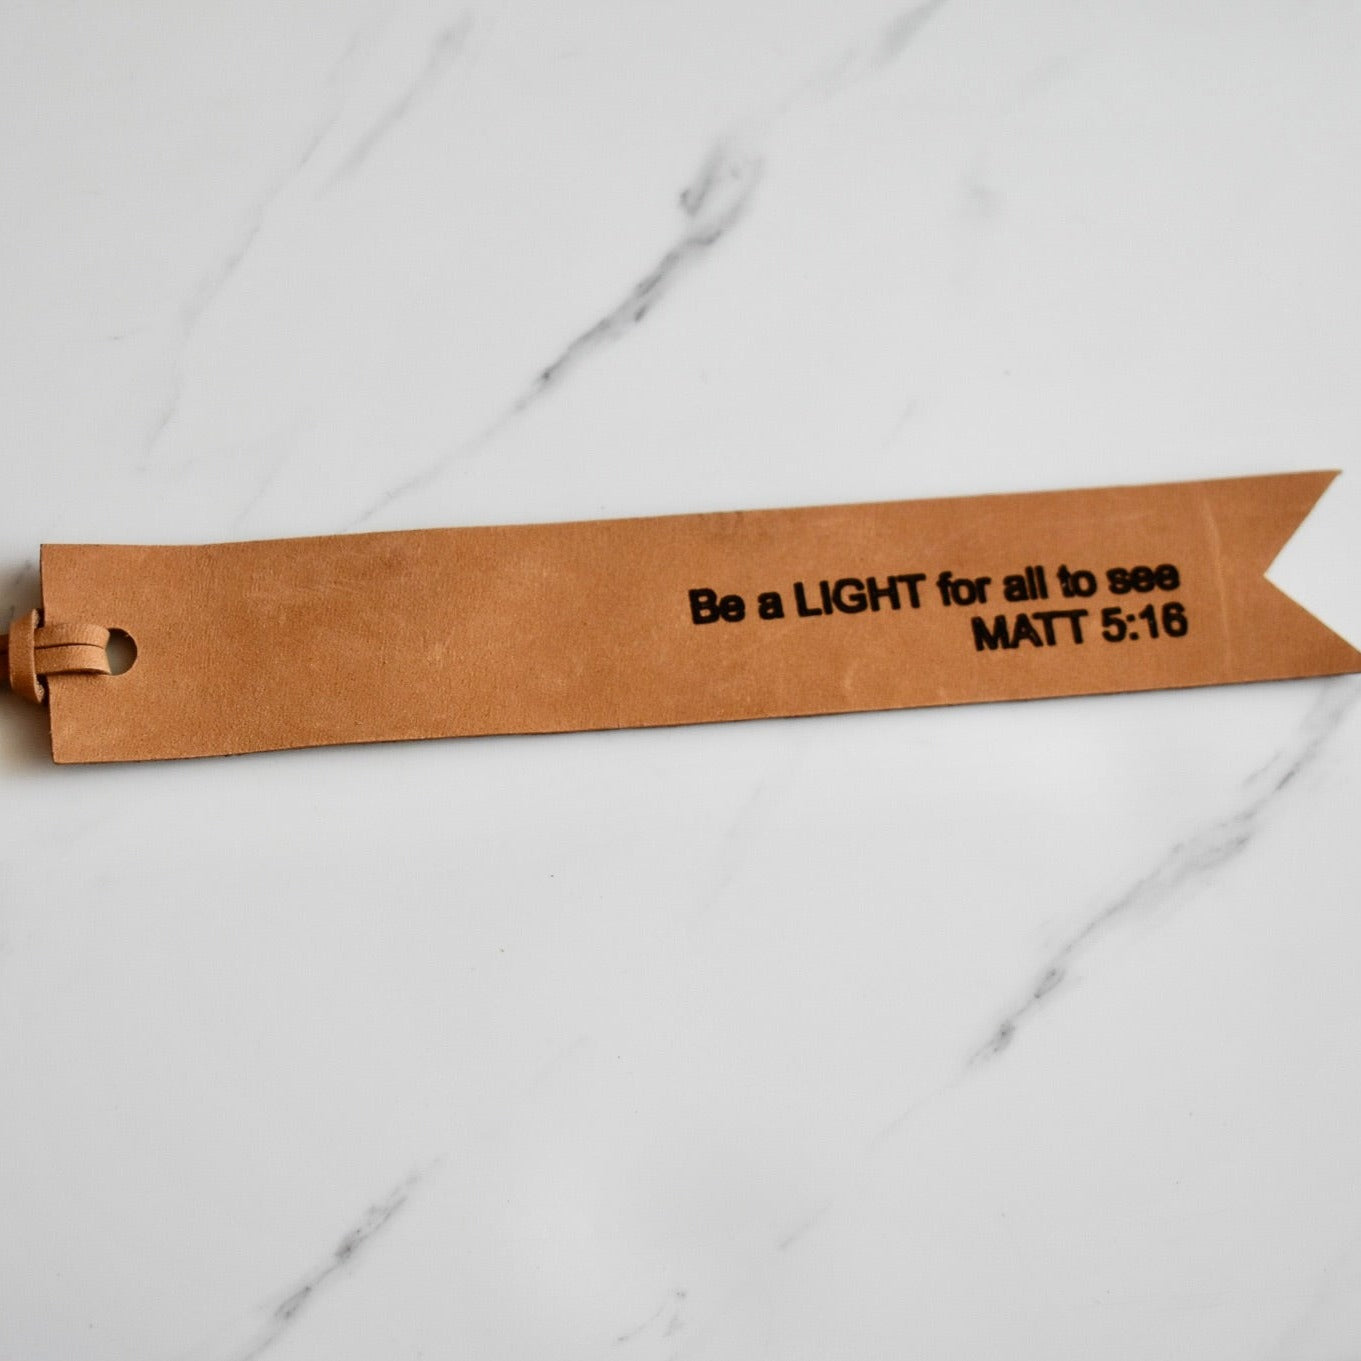 Be a LIGHT for all to see
MATT 5:16